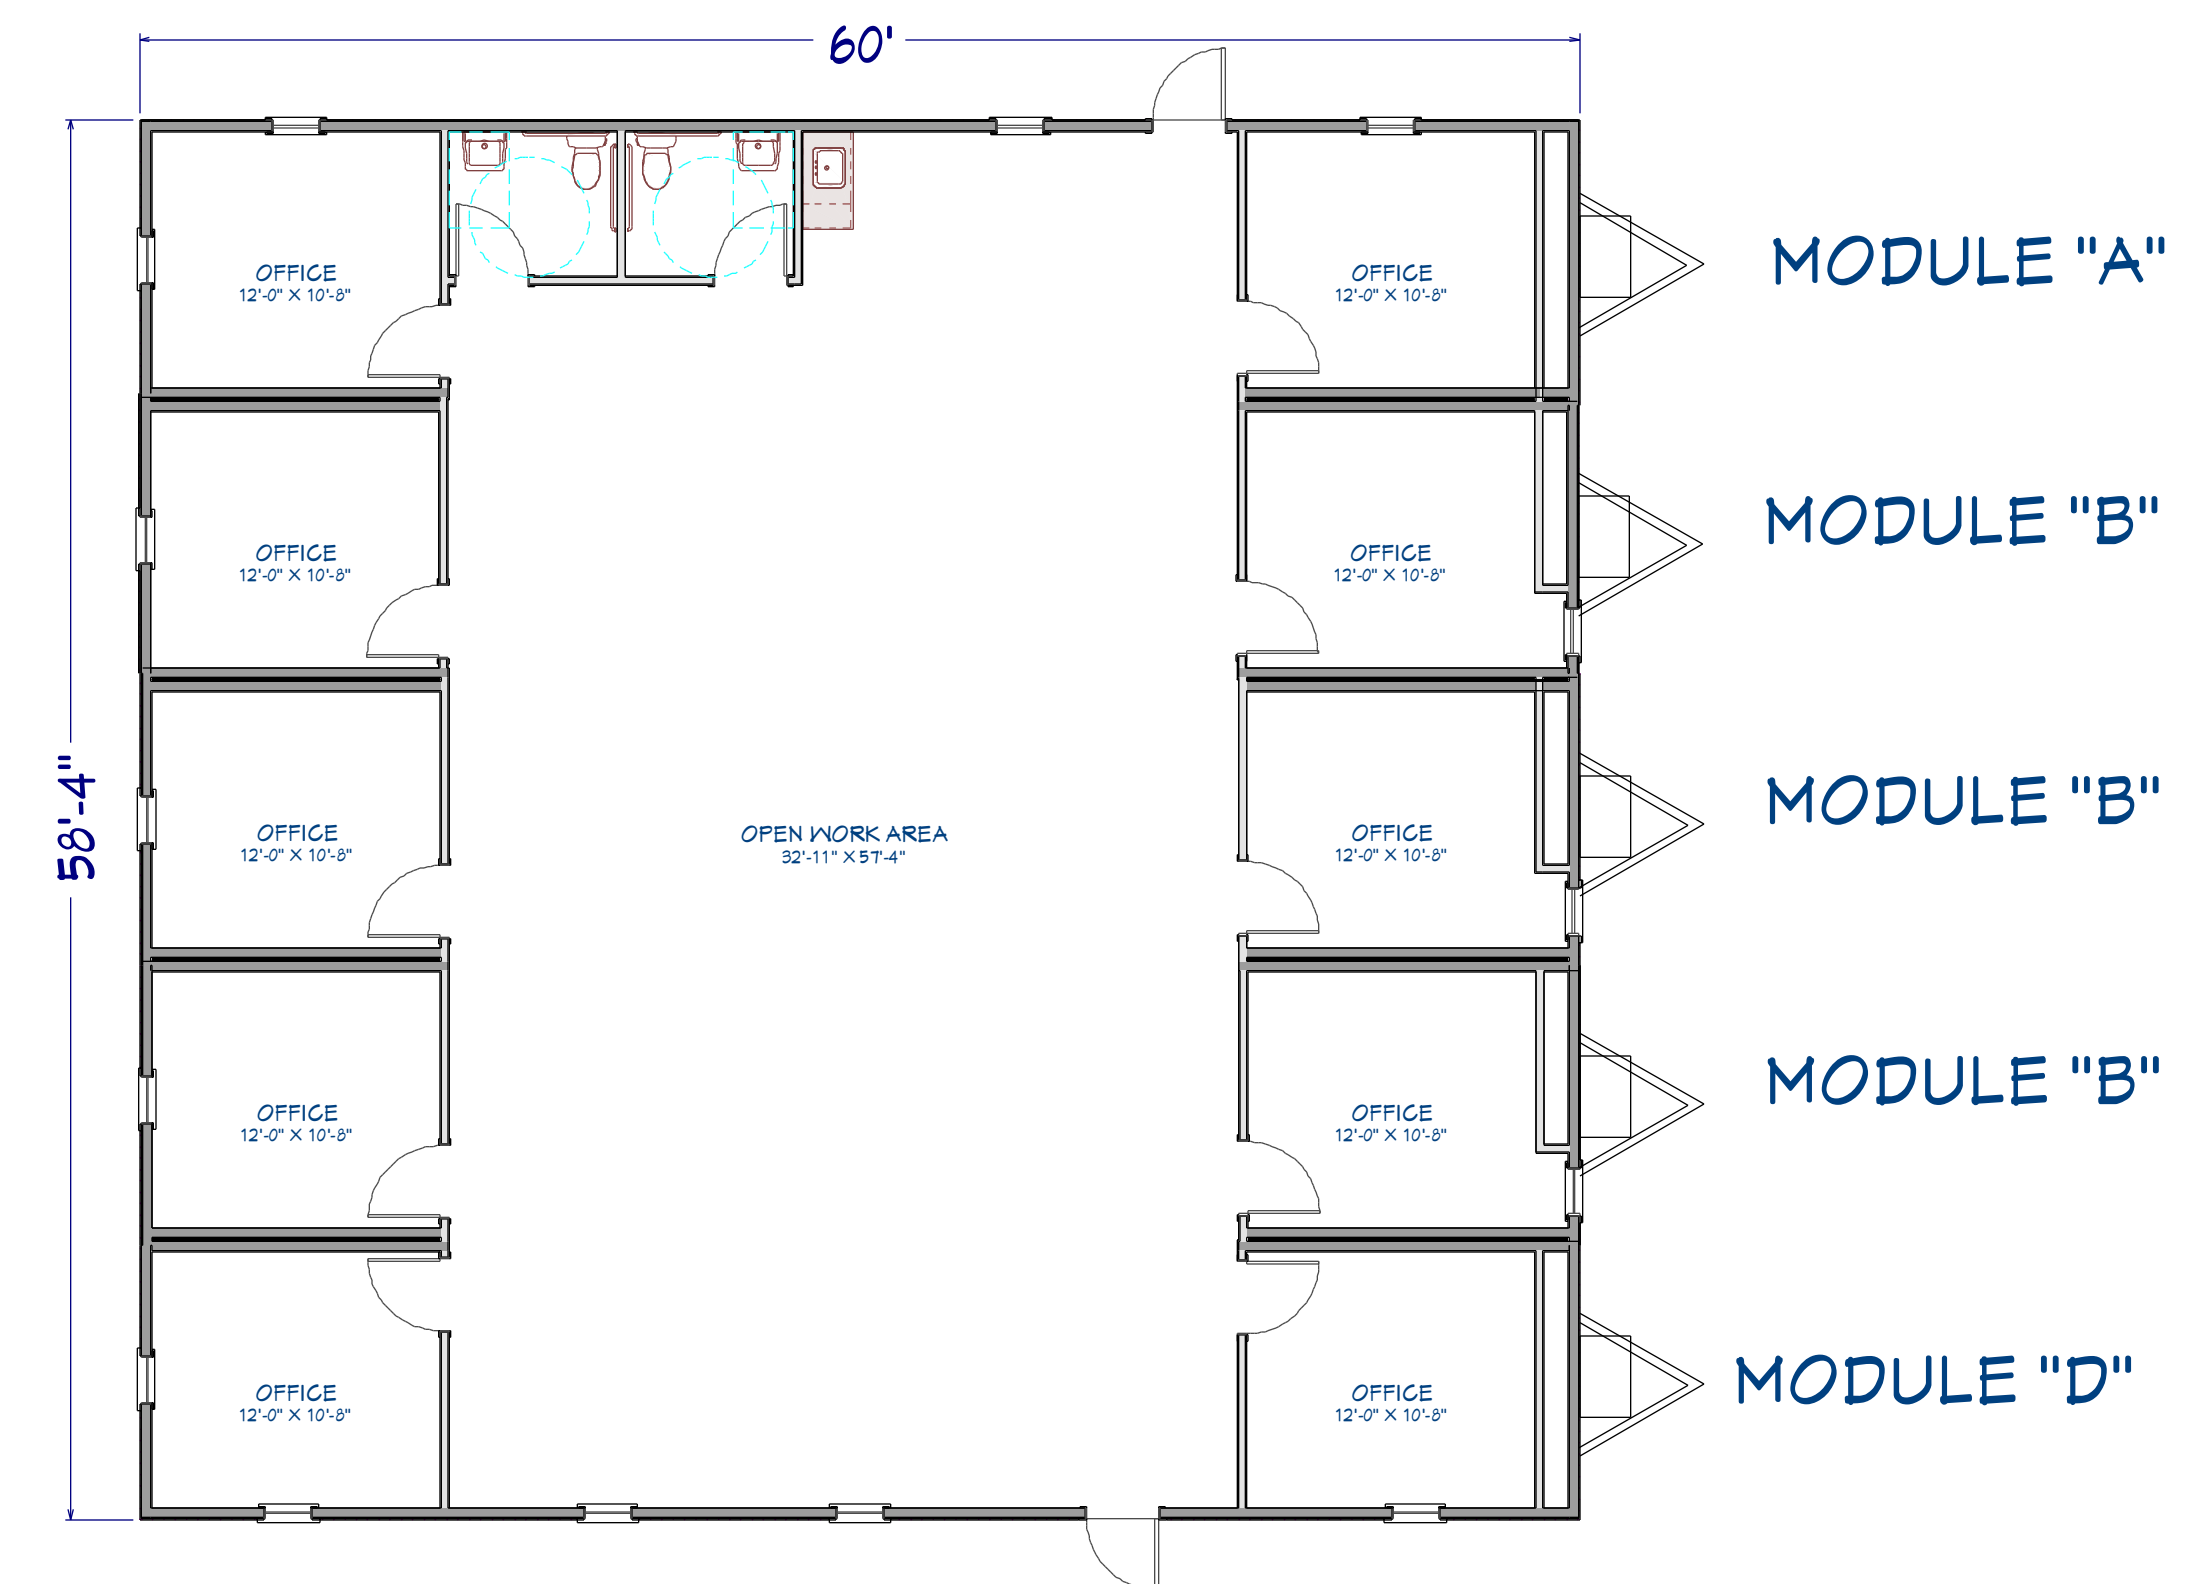 60'
OFFICE
12'-0" X 10'-8"
OFFICE
12'-0" X 10'-8"
MODULE "A"
OFFICE
12'-0" X 10'-8"
OFFICE
12'-0" X 10'-8"
MODULE "B"
58'-4"
OFFICE
12'-0" X 10'-8"
OPEN WORK AREA
32'-11" X 57'-4"
OFFICE
12'-0" X 10'-8"
MODULE "B"
OFFICE
12'-0" X 10'-8"
OFFICE
12'-0" X 10'-8"
MODULE "B"
OFFICE
12'-0" X 10'-8"
OFFICE
12'-0" X 10'-8"
MODULE "D"